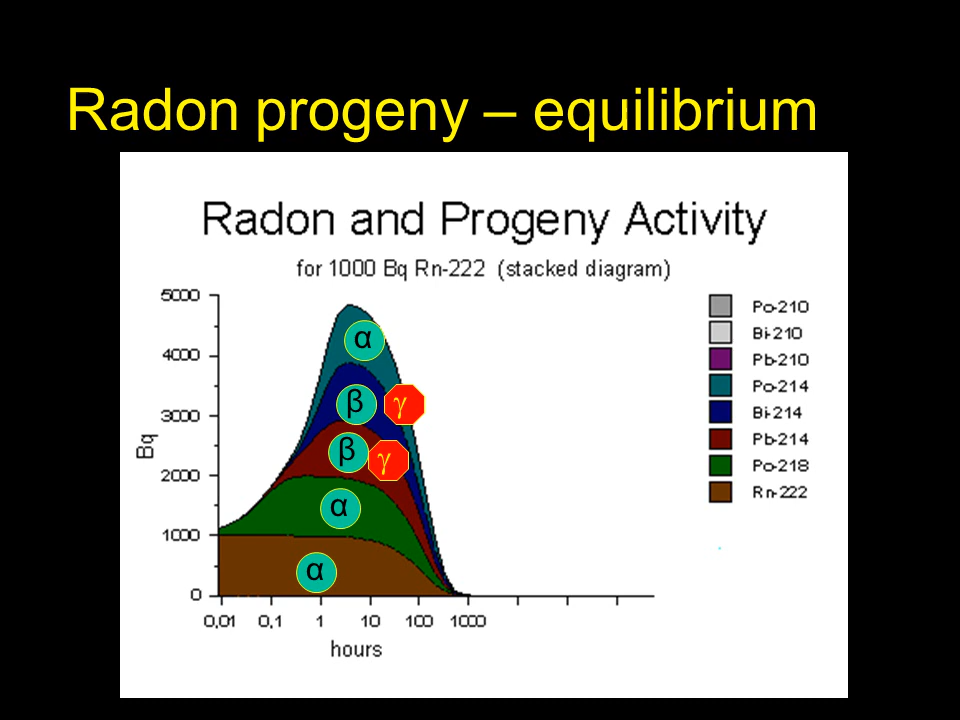 Radon progeny – equilibrium
Radon and Progeny Activity
for 1000 Bq Rn-222 (stacked diagram)
5000
4000
3000
2000
1000
0
Bq
α
β
γ
β
γ
α
α
0,01 0,1 1 10 100 1000
hours
Po-210
Bi-210
Pb-210
Po-214
Bi-214
Pb-214
Po-218
Rn-222